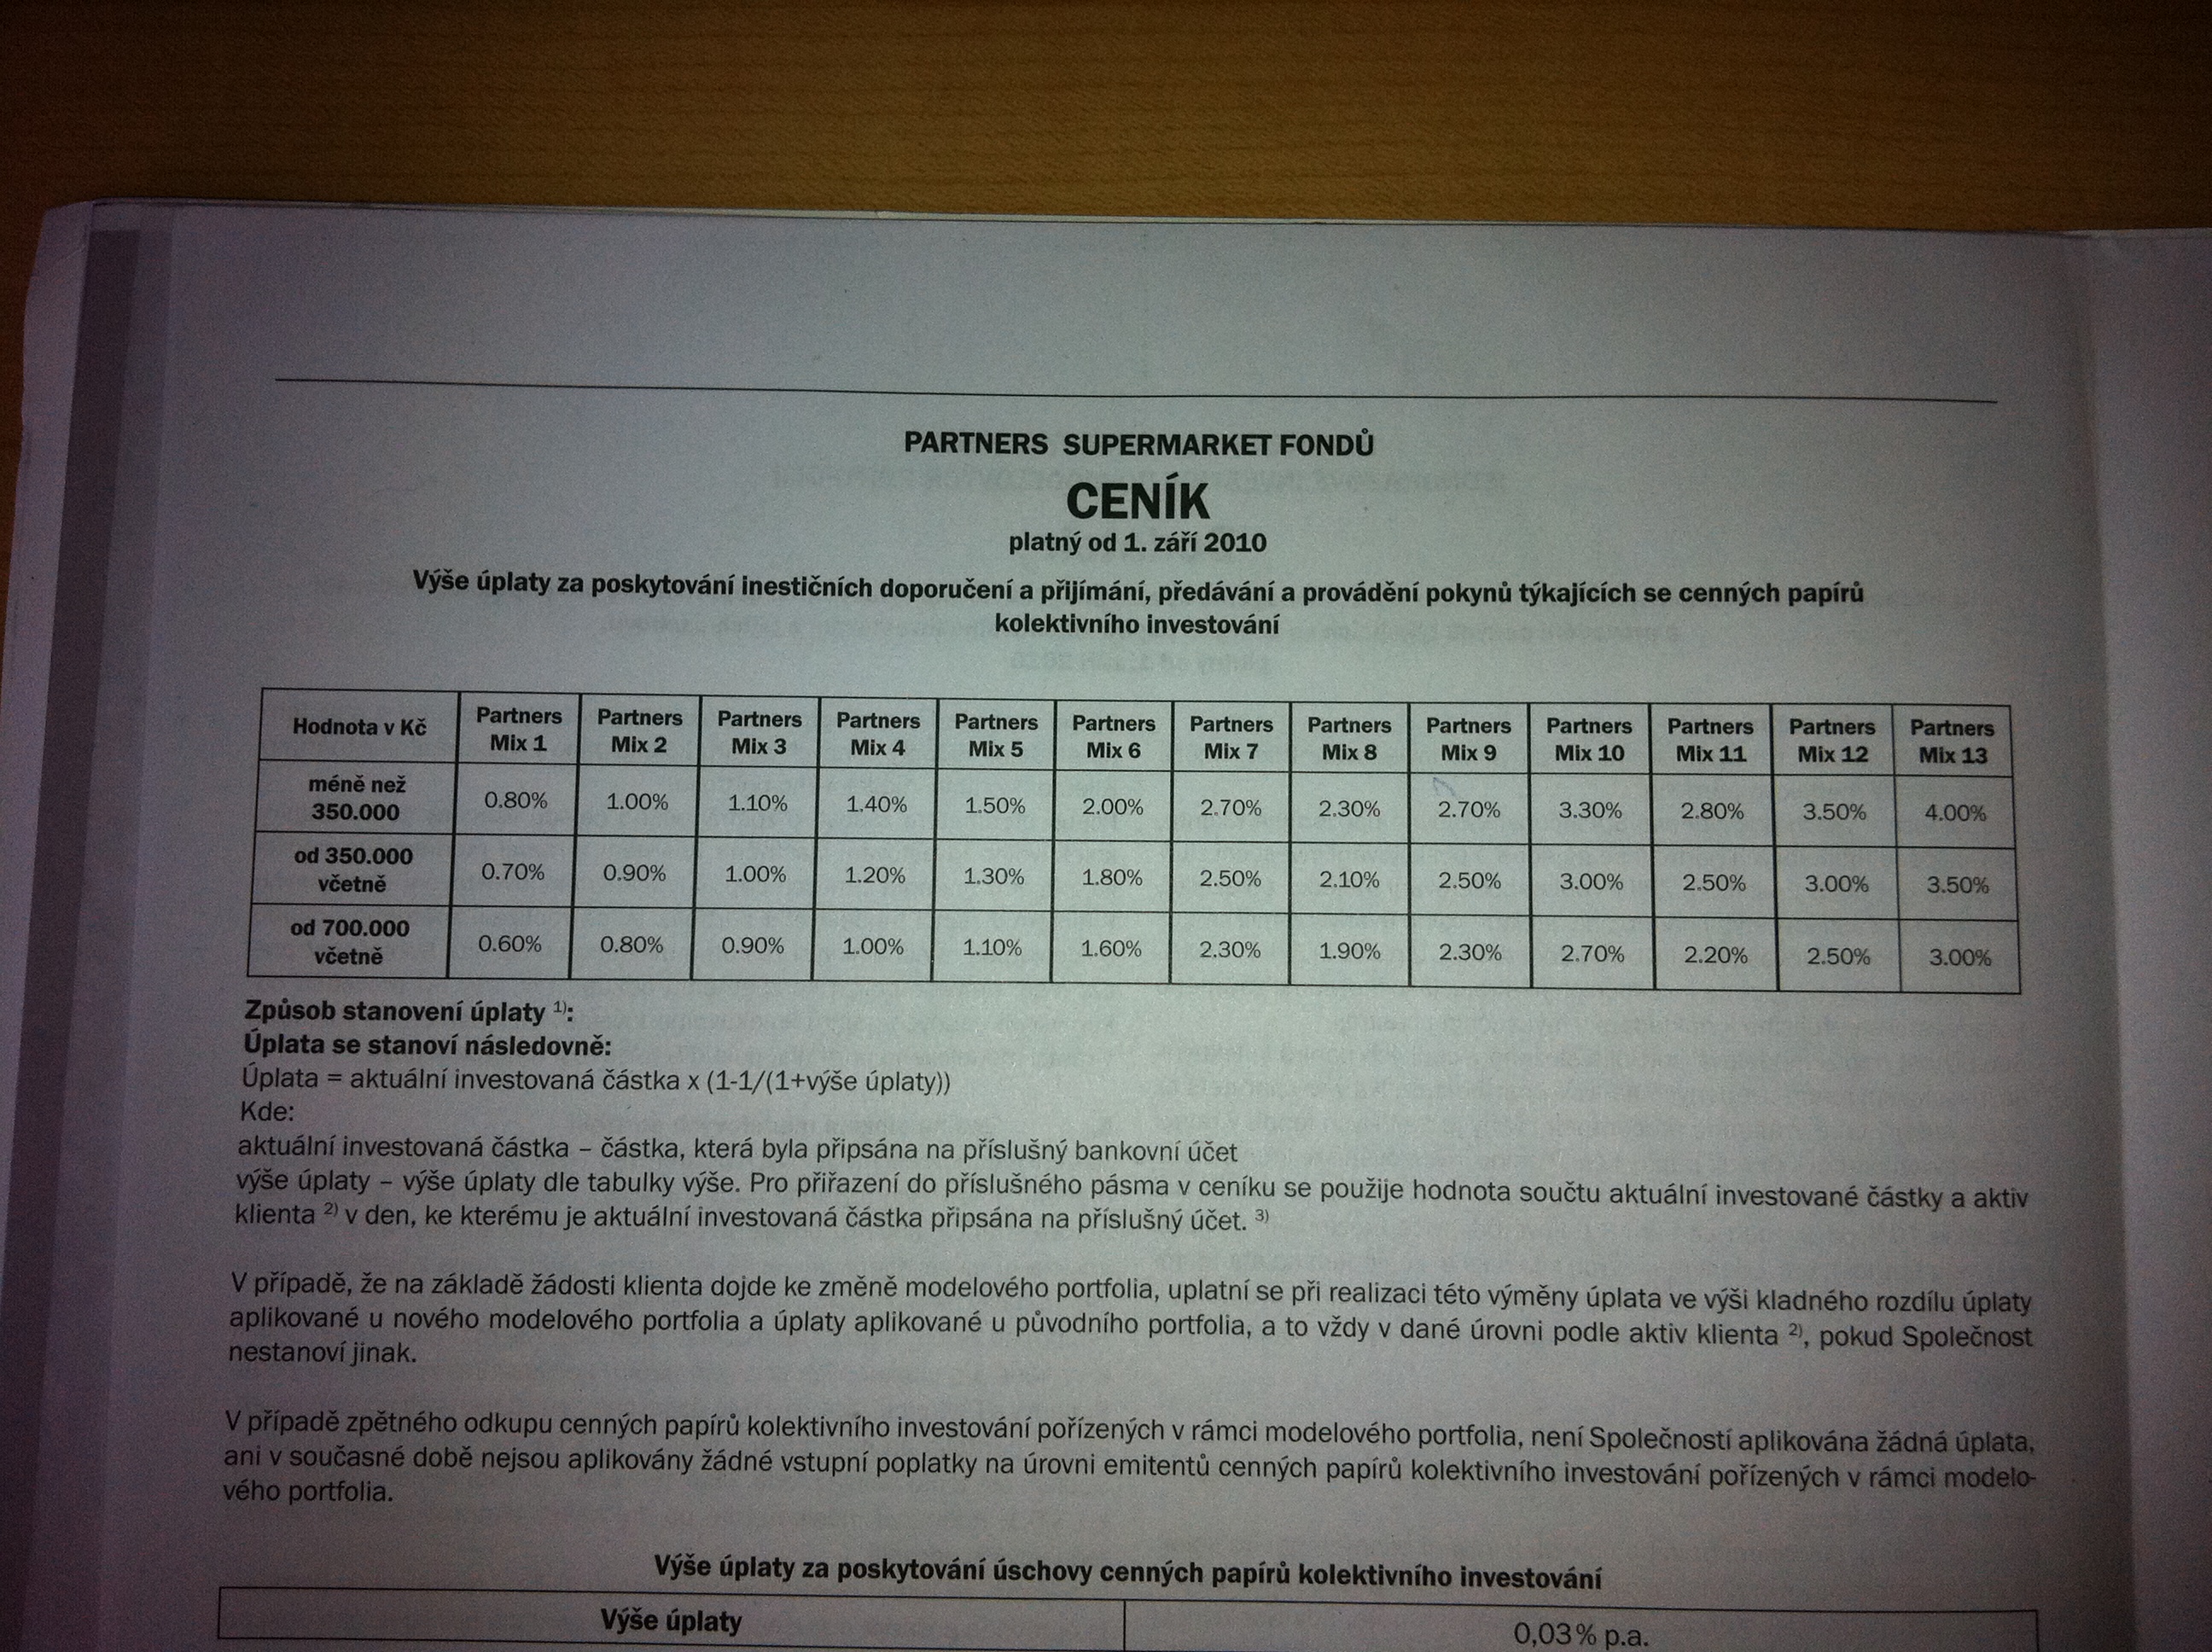 PARTNERS SUPERMARKET FONDŮ
CENÍK
platný od 1. září 2010
Výše úplaty za poskytování inestičních doporučení a přijímání, předávání a provádění pokynů týkajících se cenných papírů
kolektivního investování
Hodnota v Kč Partners Mix 1 Partners Mix 2 Partners Mix 3 Partners Mix 4 Partners Mix 5 Partners Mix 6 Partners Mix 7 Partners Mix 8 Partners Mix 9 Partners Mix 10 Partners Mix 11 Partners Mix 12 Partners Mix 13
méně než 350.000 0.80% 1.00% 1.10% 1.40% 1.50% 2.00% 2.70% 2.30% 2.70% 3.30% 2.80% 3.50% 4.00%
od 350.000 včetně 0.70% 0.90% 1.00% 1.20% 1.30% 1.80% 2.50% 2.10% 2.50% 3.00% 2.50% 3.00% 3.50%
od 700.000 včetně 0.60% 0.80% 0.90% 1.00% 1.10% 1.60% 2.30% 1.90% 2.30% 2.70% 2.20% 2.50% 3.00%
Způsob stanovení úplaty 1):
Úplata se stanoví následovně:
Úplata = aktuální investovaná částka x (1-1/(1+výše úplaty))
Kde:
aktuální investovaná částka – částka, která byla připsána na příslušný bankovní účet
výše úplaty – výše úplaty dle tabulky výše. Pro přiřazení do příslušného pásma v ceníku se použije hodnota součtu aktuální investované částky a aktiv
klienta 2) v den, ke kterému je aktuální investovaná částka připsána na příslušný účet. 3)
V případě, že na základě žádosti klienta dojde ke změně modelového portfolia, uplatní se při realizaci této výměny úplata ve výši kladného rozdílu úplaty
aplikované u nového modelového portfolia a úplaty aplikované u původního portfolia, a to vždy v dané úrovni podle aktiv klienta 2), pokud Společnost
nestanoví jinak.
V případě zpětného odkupu cenných papírů kolektivního investování pořízených v rámci modelového portfolia, není Společností aplikována žádná úplata,
ani v současné době nejsou aplikovány žádné vstupní poplatky na úrovni emitentů cenných papírů kolektivního investování pořízených v rámci modelo-
vého portfolia.
Výše úplaty za poskytování úschovy cenných papírů kolektivního investování
Výše úplaty 0,03% p.a.